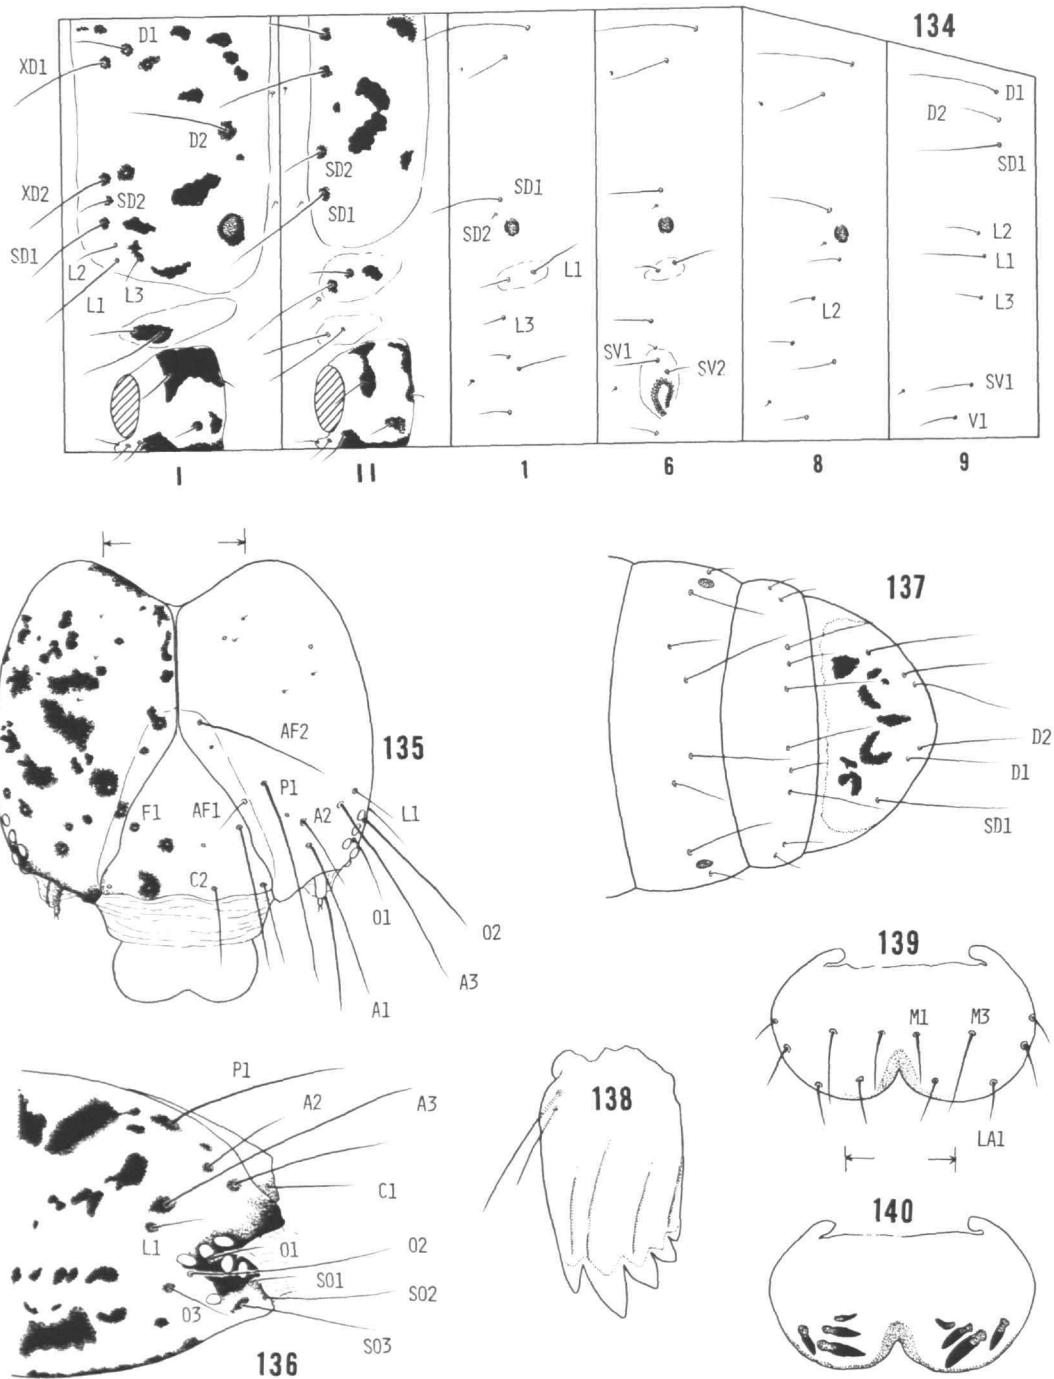 134
D1
XD1
D2
XD2
SD2
SD1
L2
L3
L1
SD2
SD1
SD1
SD2
L1
L3
SV1
SV2
L2
D1
D2
SD1
L2
L1
L3
SV1
V1
I
II
1
6
8
9
135
AF2
P1
A2
L1
F1
AF1
C2
O1
O2
A3
A1
137
D2
D1
SD1
136
P1
A2
A3
C1
L1
O1
O2
SO1
SO2
O3
SO3
138
139
M1
M3
LA1
140